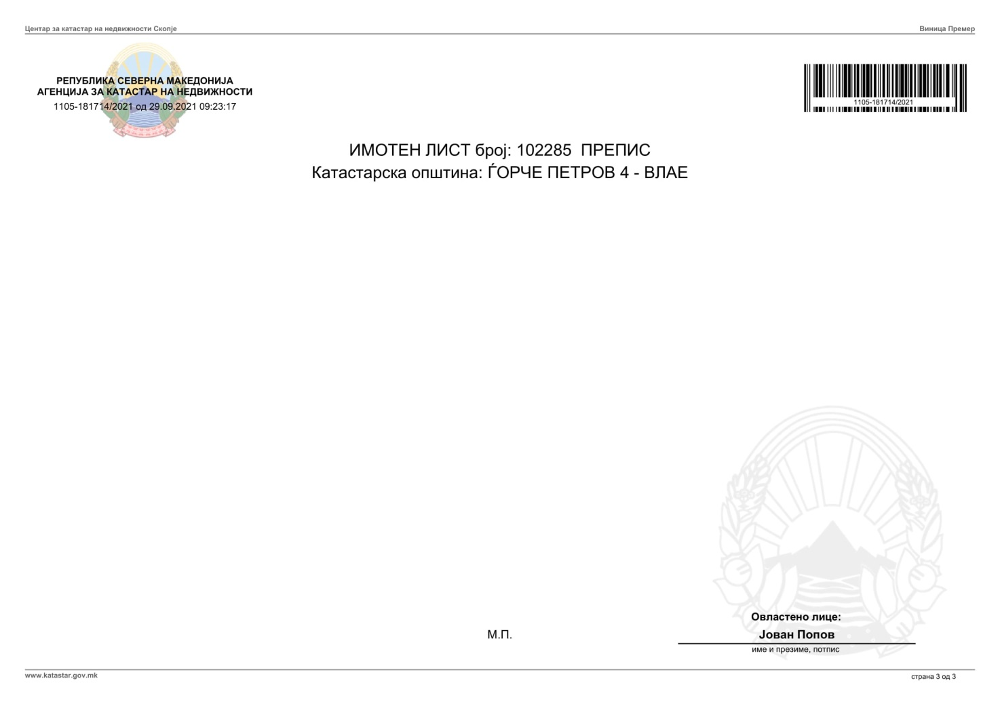 Центар за катастар на недвижности Скопје
Виница Премер
РЕПУБЛИКА СЕВЕРНА МАКЕДОНИЈА
АГЕНЦИЈА ЗА КАТАСТАР НА НЕДВИЖНОСТИ
1105-181714/2021 од 29.09.2021 09:23:17
1105-181714/2021
ИМОТЕН ЛИСТ број: 102285 ПРЕПИС
Катастарска општина: ЃОРЧЕ ПЕТРОВ 4 - ВЛАЕ
Овластено лице:
М.П.
Јован Попов
име и презиме, потпис
www.katastar.gov.mk
страна 3 од 3